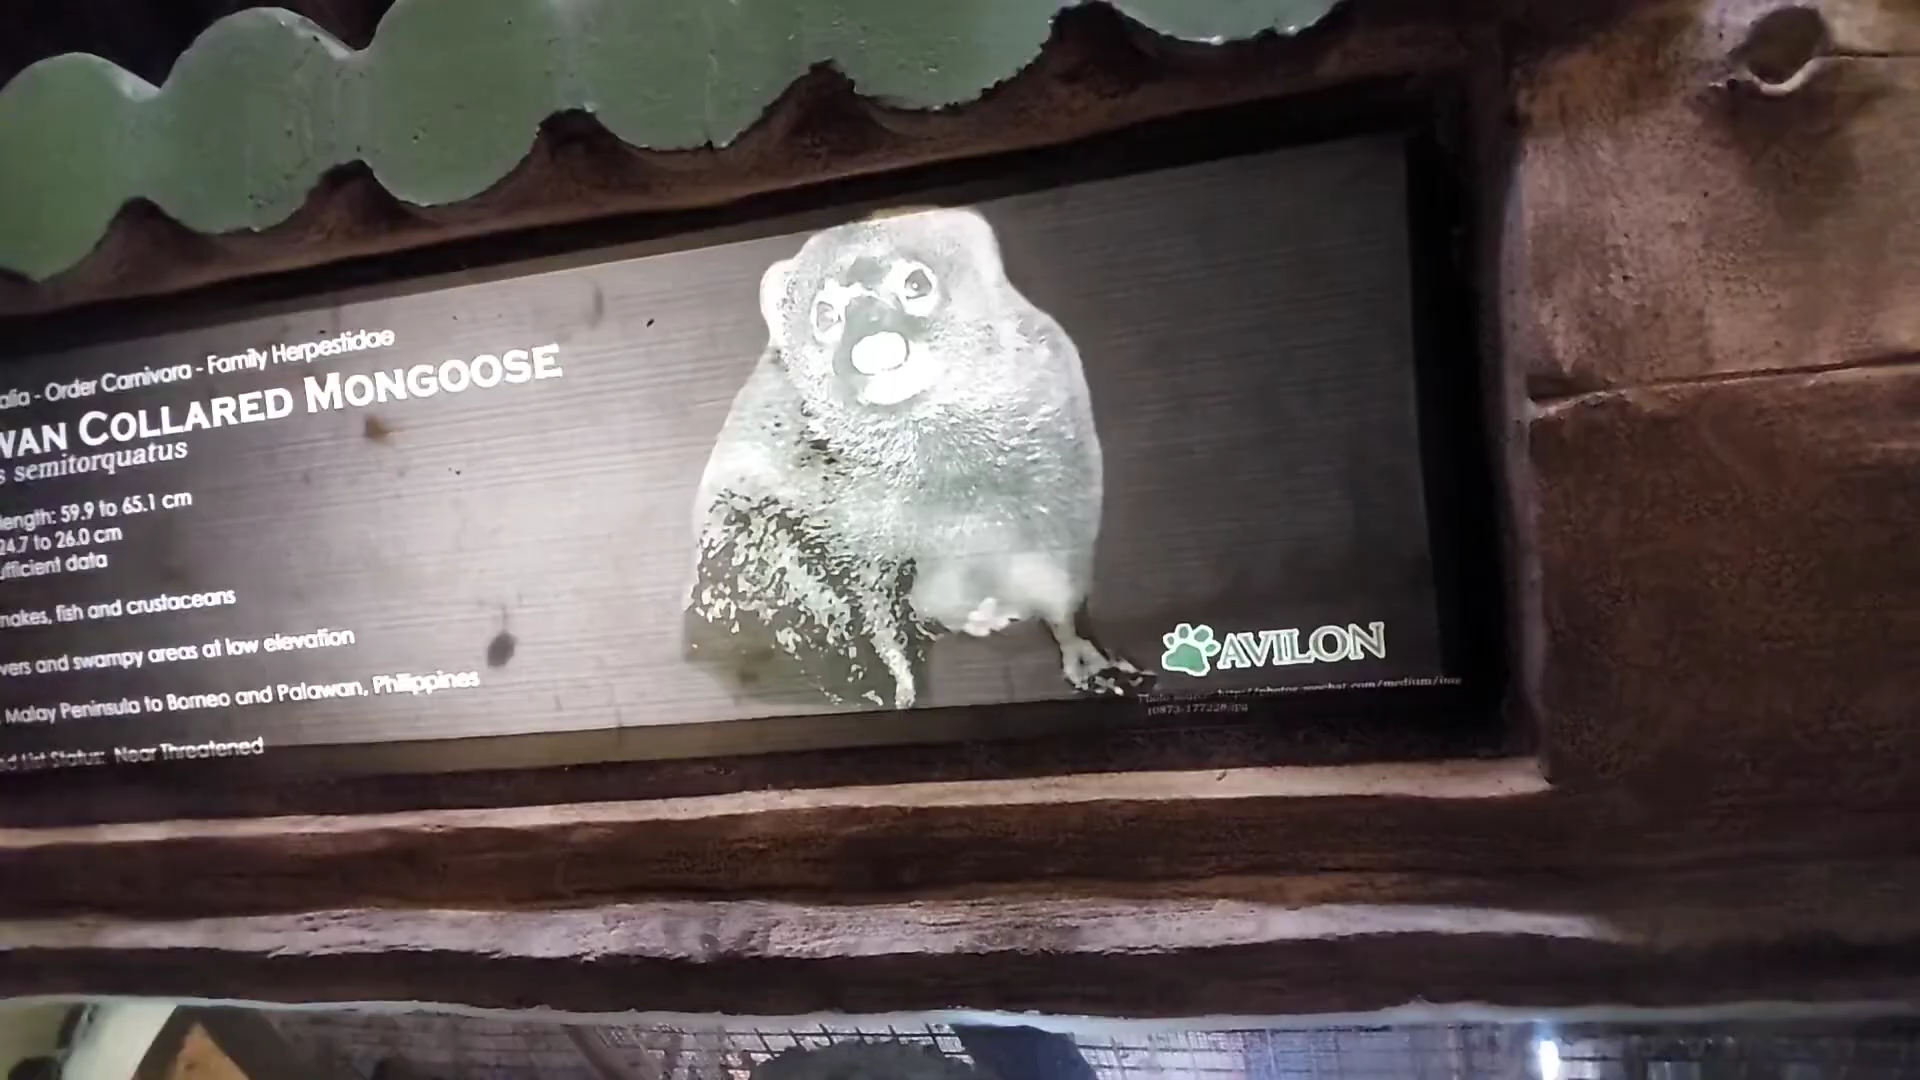 alia - Order Carnivora - Family Herpestidae
WAN COLLARED MONGOOSE
s semitorquatus
length: 59.9 to 65.1 cm
24.7 to 26.0 cm
ufficient data
nakes, fish and crustaceans
vers and swampy areas at low elevation
Malay Peninsula to Borneo and Palawan, Philippines
d List Status: Near Threatened
AVILON